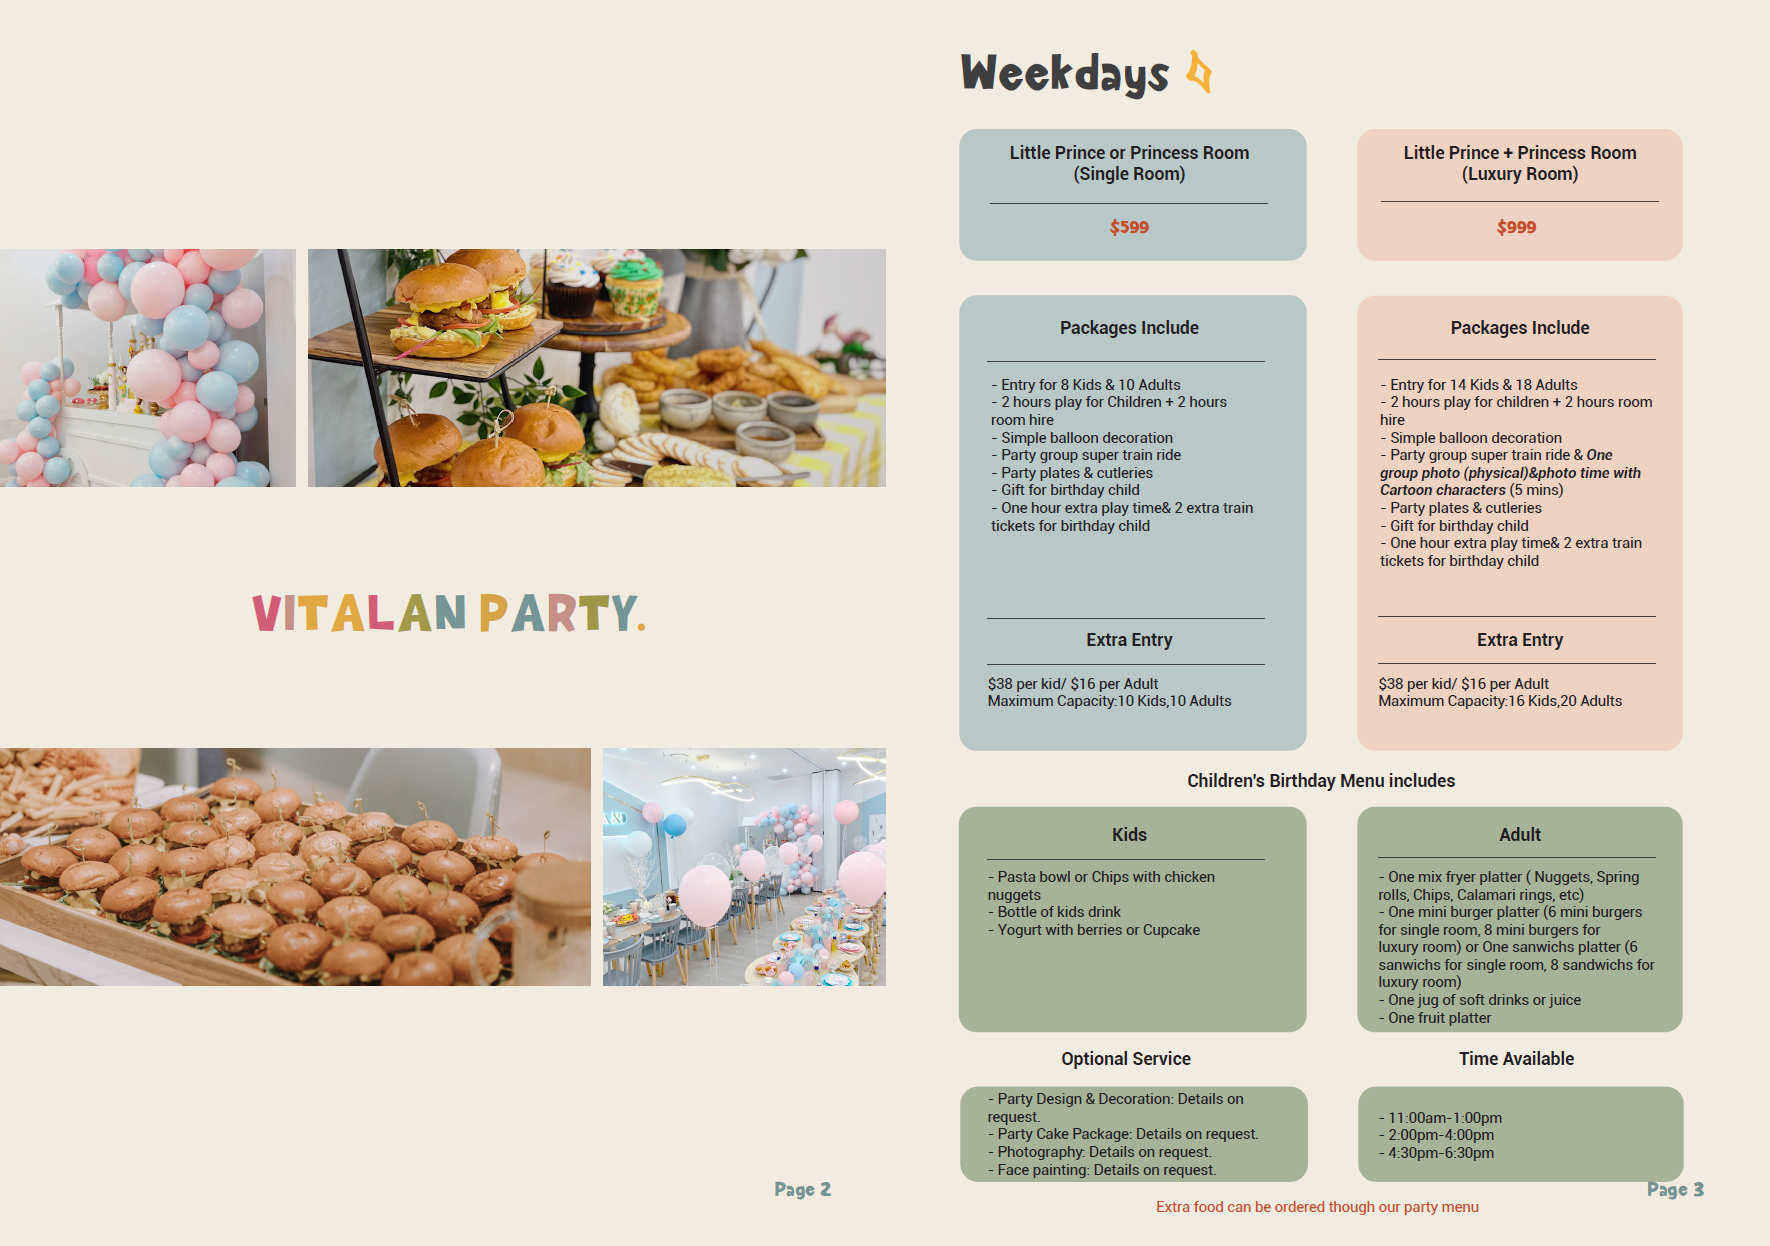 VITALAN PARTY.
Page 2
Weekdays
Little Prince or Princess Room
(Single Room)
$599
Little Prince + Princess Room
(Luxury Room)
$999
Packages Include
- Entry for 8 Kids & 10 Adults
- 2 hours play for Children + 2 hours
room hire
- Simple balloon decoration
- Party group super train ride
- Party plates & cutleries
- Gift for birthday child
- One hour extra play time& 2 extra train
tickets for birthday child
Extra Entry
$38 per kid/ $16 per Adult
Maximum Capacity:10 Kids,10 Adults
Packages Include
- Entry for 14 Kids & 18 Adults
- 2 hours play for children + 2 hours room
hire
- Simple balloon decoration
- Party group super train ride & One
group photo (physical)&photo time with
Cartoon characters (5 mins)
- Party plates & cutleries
- Gift for birthday child
- One hour extra play time& 2 extra train
tickets for birthday child
Extra Entry
$38 per kid/ $16 per Adult
Maximum Capacity:16 Kids,20 Adults
Children's Birthday Menu includes
Kids
- Pasta bowl or Chips with chicken
nuggets
- Bottle of kids drink
- Yogurt with berries or Cupcake
Adult
- One mix fryer platter ( Nuggets, Spring
rolls, Chips, Calamari rings, etc)
- One mini burger platter (6 mini burgers
for single room, 8 mini burgers for
luxury room) or One sanwichs platter (6
sanwichs for single room, 8 sandwichs for
luxury room)
- One jug of soft drinks or juice
- One fruit platter
Optional Service
- Party Design & Decoration: Details on
request.
- Party Cake Package: Details on request.
- Photography: Details on request.
- Face painting: Details on request.
Time Available
- 11:00am-1:00pm
- 2:00pm-4:00pm
- 4:30pm-6:30pm
Page 3
Extra food can be ordered though our party menu